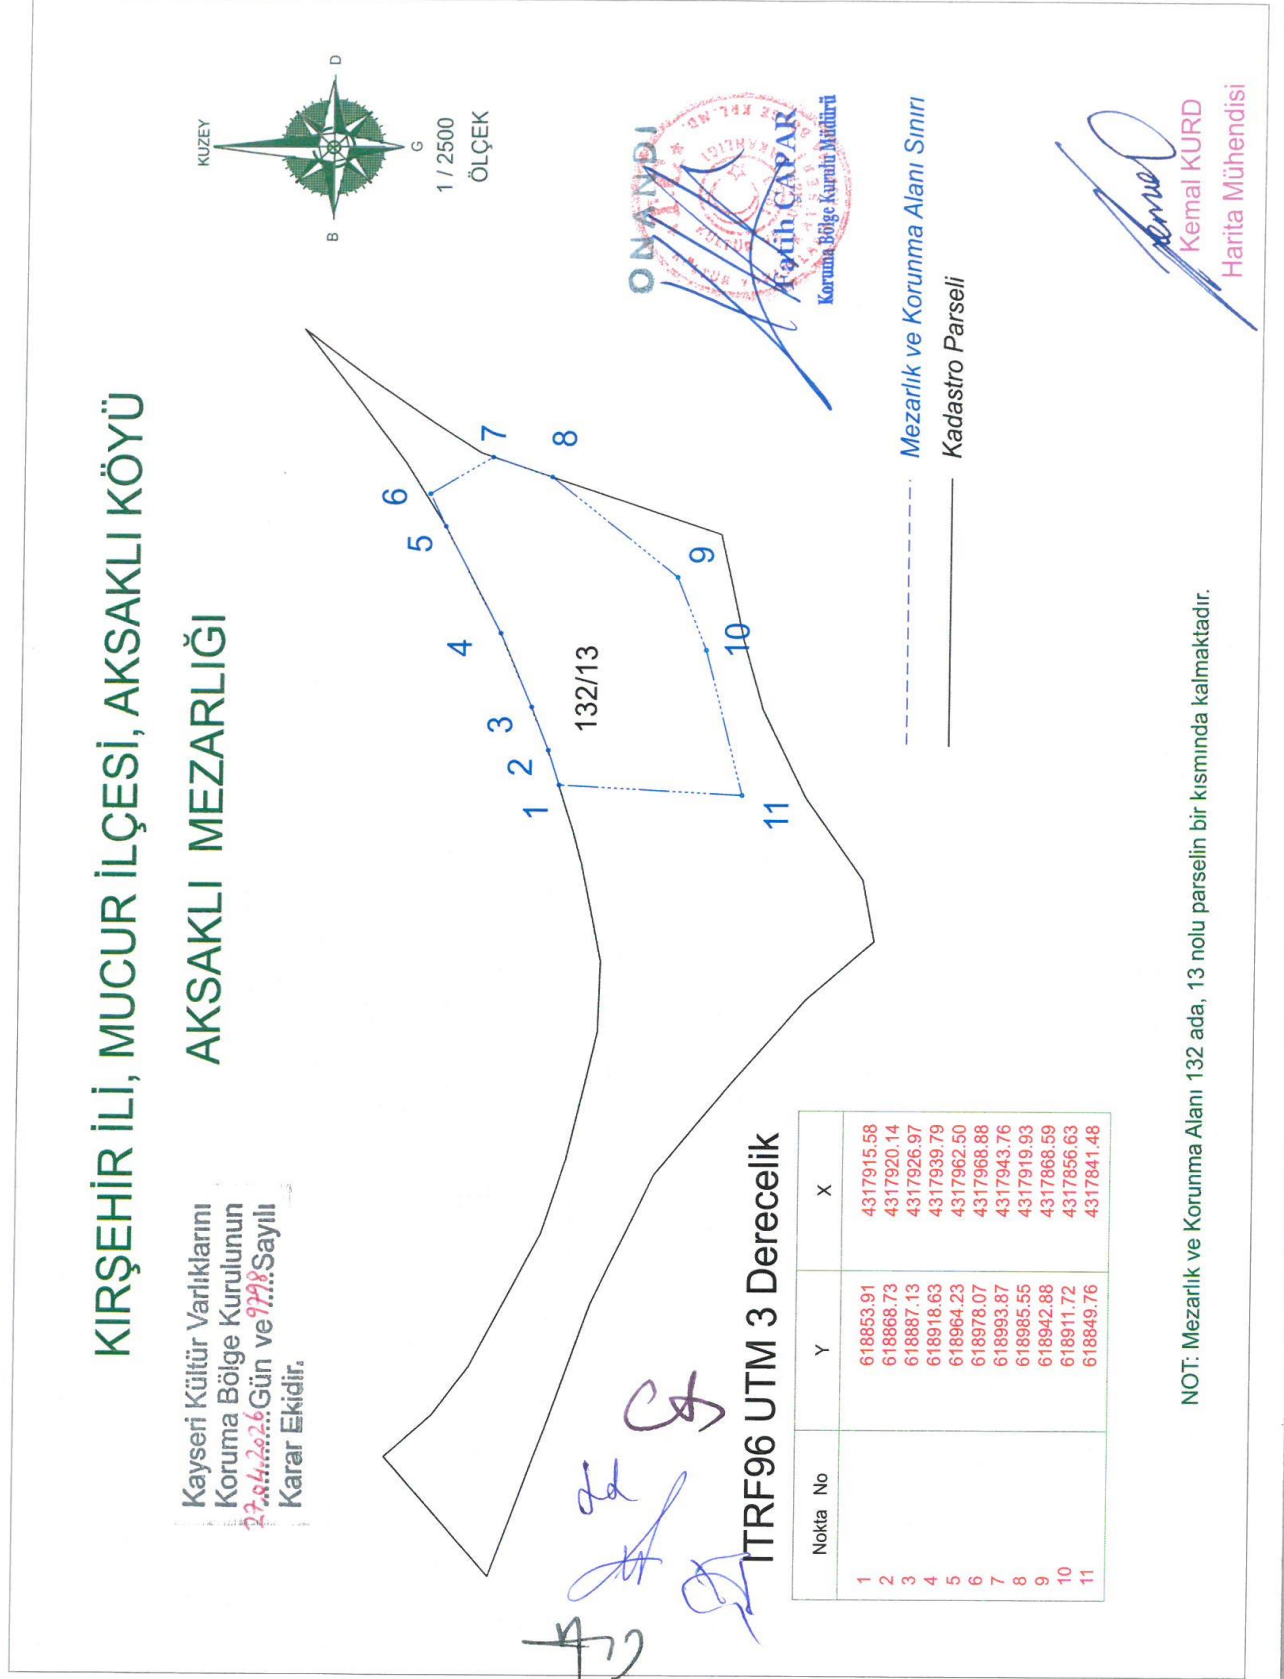 KIRŞEHİR İLİ, MUCUR İLÇESİ, AKSAKLI KÖYÜ
AKSAKLI MEZARLIĞI
Kayseri Kültür Varlıklarını
Koruma Bölge Kurulunun
27.04.2026 Gün ve 9798 Sayılı
Karar Ekidir.
KUZEY
B
D
G
1 / 2500
ÖLÇEK
1
2
3
4
5
6
7
8
9
10
11
132/13
ONANDI
Fatih ÇAPAR
Koruma Bölge Kurulu Müdürü
Mezarlık ve Korunma Alanı Sınırı
Kadastro Parseli
ITRF96 UTM 3 Derecelik
Nokta No Y X
1 618853.91 4317915.58
2 618868.73 4317920.14
3 618887.13 4317926.97
4 618918.63 4317939.79
5 618964.23 4317962.50
6 618978.07 4317968.88
7 618993.87 4317943.76
8 618985.55 4317919.93
9 618942.88 4317868.59
10 618911.72 4317856.63
11 618849.76 4317841.48
Kemal KURD
Harita Mühendisi
NOT: Mezarlık ve Korunma Alanı 132 ada, 13 nolu parselin bir kısmında kalmaktadır.